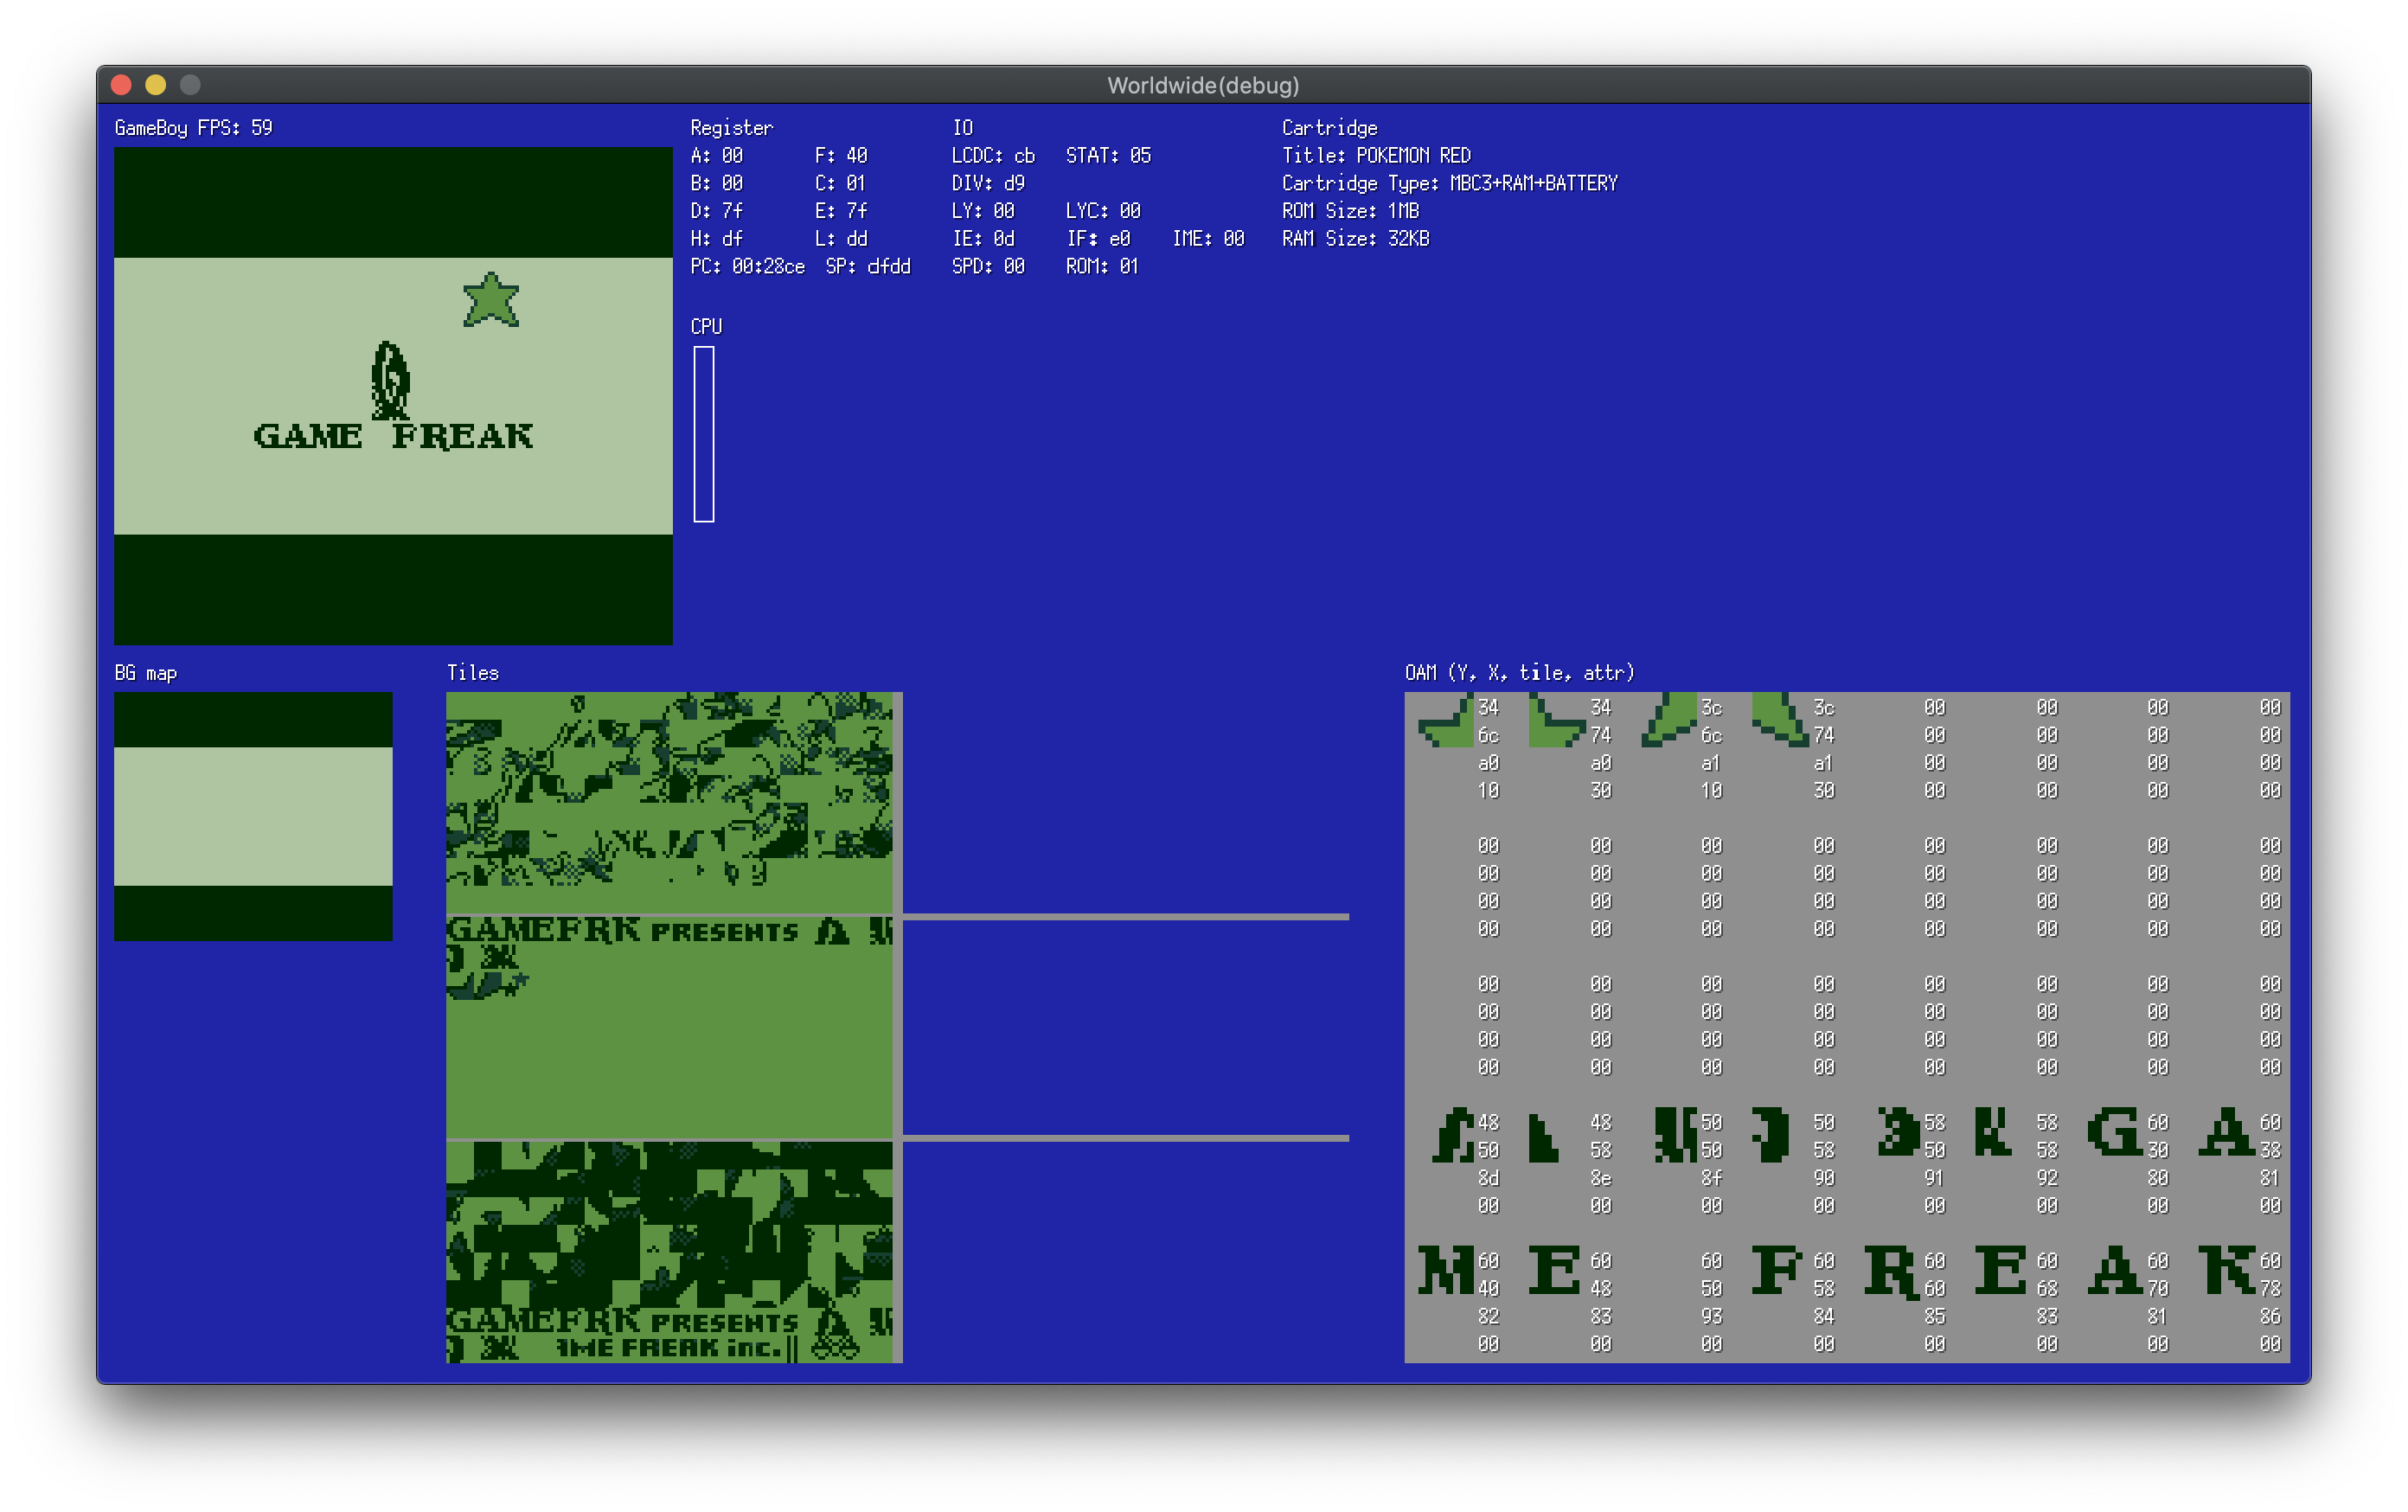 Worldwide(debug)
GameBoy FPS: 59
GAME FREAK
Register
A: 00 F: 40
B: 00 C: 01
D: 7f E: 7f
H: df L: dd
PC: 00:28ce SP: dfdd
IO
LCDC: cb STAT: 05
DIV: d9
LY: 00 LYC: 00
IE: 0d IF: e0 IME: 00
SPD: 00 ROM: 01
Cartridge
Title: POKEMON RED
Cartridge Type: MBC3+RAM+BATTERY
ROM Size: 1MB
RAM Size: 32KB
CPU
BG map
Tiles
GAMEFRK PRESENTS
GAMEFRK PRESENTS
AME FREAK inc.
OAM (Y, X, tile, attr)
34 34 3c 3c 00 00 00 00
6c 74 6c 74 00 00 00 00
a0 a0 a1 a1 00 00 00 00
10 30 10 30 00 00 00 00
00 00 00 00 00 00 00 00
00 00 00 00 00 00 00 00
00 00 00 00 00 00 00 00
00 00 00 00 00 00 00 00
00 00 00 00 00 00 00 00
00 00 00 00 00 00 00 00
00 00 00 00 00 00 00 00
00 00 00 00 00 00 00 00
G A
48 48 50 50 58 58 60 60
50 58 50 58 50 58 30 38
8d 8e 8f 90 91 92 80 81
00 00 00 00 00 00 00 00
M E F R E A K
60 60 60 60 60 60 60 60
40 48 50 58 60 68 70 78
82 83 93 84 85 83 81 86
00 00 00 00 00 00 00 00